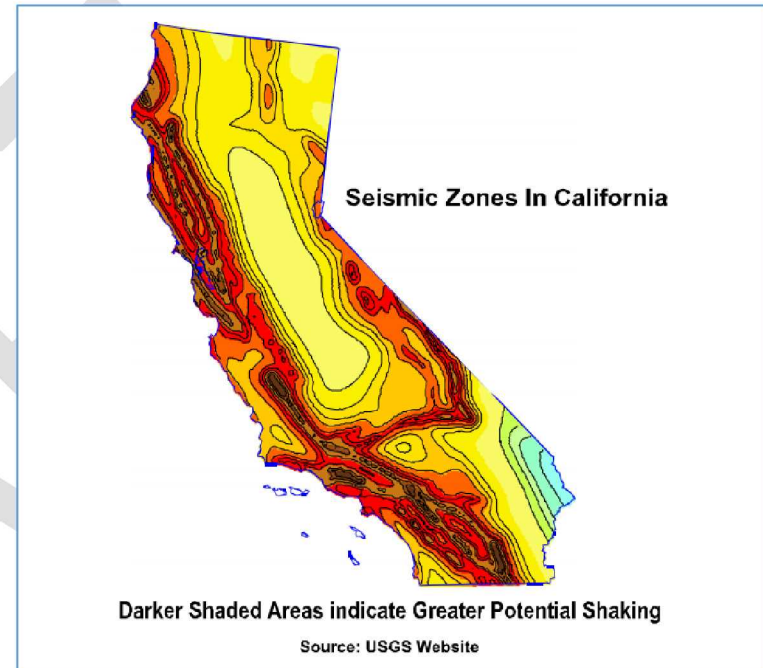 Seismic Zones In California
Darker Shaded Areas indicate Greater Potential Shaking
Source: USGS Website